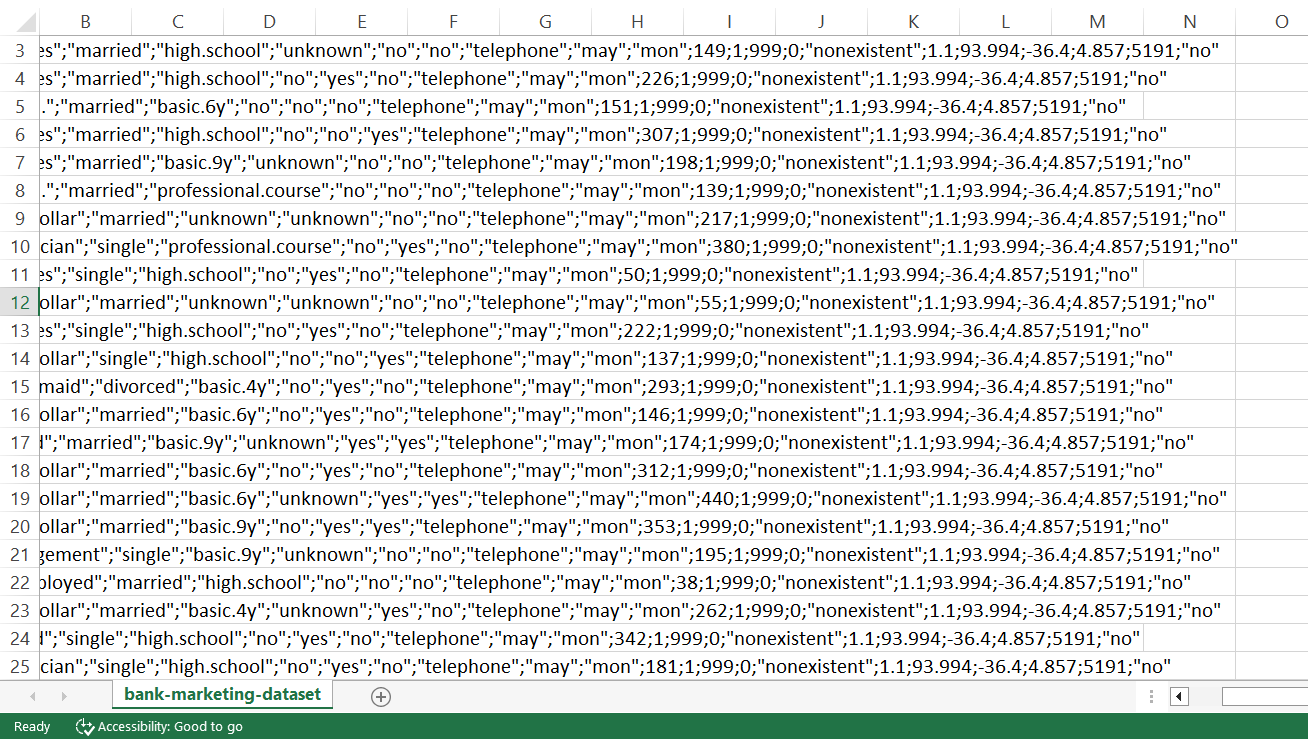 B C D E F G H I J K L M N O
3 es";"married";"high.school";"unknown";"no";"no";"telephone";"may";"mon";149;1;999;0;"nonexistent";1.1;93.994;-36.4;4.857;5191;"no"
4 es";"married";"high.school";"no";"yes";"no";"telephone";"may";"mon";226;1;999;0;"nonexistent";1.1;93.994;-36.4;4.857;5191;"no"
5 .";"married";"basic.6y";"no";"no";"no";"telephone";"may";"mon";151;1;999;0;"nonexistent";1.1;93.994;-36.4;4.857;5191;"no"
6 es";"married";"high.school";"no";"no";"yes";"telephone";"may";"mon";307;1;999;0;"nonexistent";1.1;93.994;-36.4;4.857;5191;"no"
7 es";"married";"basic.9y";"unknown";"no";"no";"telephone";"may";"mon";198;1;999;0;"nonexistent";1.1;93.994;-36.4;4.857;5191;"no"
8 .";"married";"professional.course";"no";"no";"no";"telephone";"may";"mon";139;1;999;0;"nonexistent";1.1;93.994;-36.4;4.857;5191;"no"
9 ollar";"married";"unknown";"unknown";"no";"no";"telephone";"may";"mon";217;1;999;0;"nonexistent";1.1;93.994;-36.4;4.857;5191;"no"
10 cian";"single";"professional.course";"no";"yes";"no";"telephone";"may";"mon";380;1;999;0;"nonexistent";1.1;93.994;-36.4;4.857;5191;"no"
11 es";"single";"high.school";"no";"yes";"no";"telephone";"may";"mon";50;1;999;0;"nonexistent";1.1;93.994;-36.4;4.857;5191;"no"
12 ollar";"married";"unknown";"unknown";"no";"no";"telephone";"may";"mon";55;1;999;0;"nonexistent";1.1;93.994;-36.4;4.857;5191;"no"
13 es";"single";"high.school";"no";"yes";"no";"telephone";"may";"mon";222;1;999;0;"nonexistent";1.1;93.994;-36.4;4.857;5191;"no"
14 ollar";"single";"high.school";"no";"no";"yes";"telephone";"may";"mon";137;1;999;0;"nonexistent";1.1;93.994;-36.4;4.857;5191;"no"
15 maid";"divorced";"basic.4y";"no";"yes";"no";"telephone";"may";"mon";293;1;999;0;"nonexistent";1.1;93.994;-36.4;4.857;5191;"no"
16 ollar";"married";"basic.6y";"no";"yes";"no";"telephone";"may";"mon";146;1;999;0;"nonexistent";1.1;93.994;-36.4;4.857;5191;"no"
17 d";"married";"basic.9y";"unknown";"yes";"yes";"telephone";"may";"mon";174;1;999;0;"nonexistent";1.1;93.994;-36.4;4.857;5191;"no"
18 ollar";"married";"basic.6y";"no";"yes";"no";"telephone";"may";"mon";312;1;999;0;"nonexistent";1.1;93.994;-36.4;4.857;5191;"no"
19 ollar";"married";"basic.6y";"unknown";"yes";"yes";"telephone";"may";"mon";440;1;999;0;"nonexistent";1.1;93.994;-36.4;4.857;5191;"no"
20 ollar";"married";"basic.9y";"no";"yes";"yes";"telephone";"may";"mon";353;1;999;0;"nonexistent";1.1;93.994;-36.4;4.857;5191;"no"
21 gement";"single";"basic.9y";"unknown";"no";"no";"telephone";"may";"mon";195;1;999;0;"nonexistent";1.1;93.994;-36.4;4.857;5191;"no"
22 ployed";"married";"high.school";"no";"no";"no";"telephone";"may";"mon";38;1;999;0;"nonexistent";1.1;93.994;-36.4;4.857;5191;"no"
23 ollar";"married";"basic.4y";"unknown";"yes";"no";"telephone";"may";"mon";262;1;999;0;"nonexistent";1.1;93.994;-36.4;4.857;5191;"no"
24 d";"single";"high.school";"no";"yes";"no";"telephone";"may";"mon";342;1;999;0;"nonexistent";1.1;93.994;-36.4;4.857;5191;"no"
25 cian";"single";"high.school";"no";"yes";"no";"telephone";"may";"mon";181;1;999;0;"nonexistent";1.1;93.994;-36.4;4.857;5191;"no"
bank-marketing-dataset
Ready Accessibility: Good to go